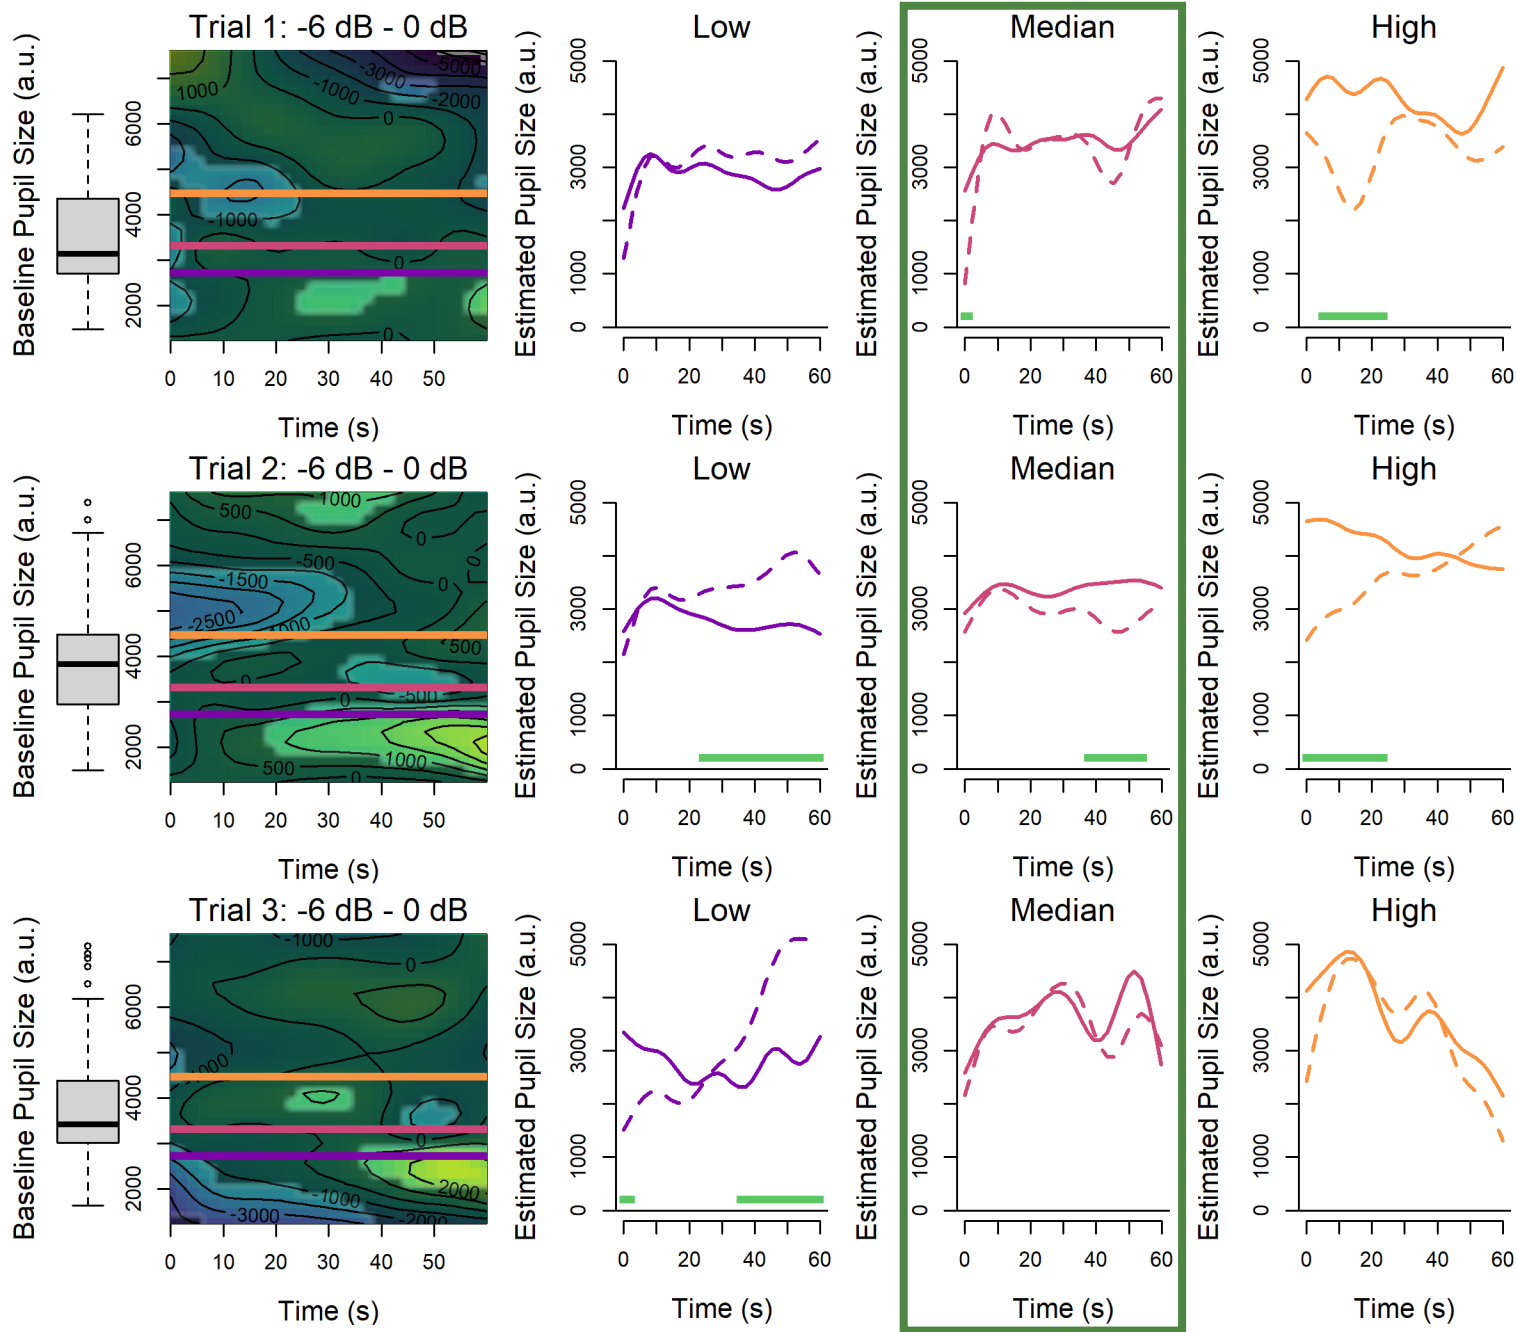 Trial 1: -6 dB - 0 dB Low Median High
Baseline Pupil Size (a.u.)
2000 4000 6000
1000 -1000 -3000 -5000 -2000 0 -1000 0 0
0 10 20 30 40 50
Time (s)
Estimated Pupil Size (a.u.)
0 1000 3000 5000
0 20 40 60
Time (s)
Estimated Pupil Size (a.u.)
0 1000 3000 5000
0 20 40 60
Time (s)
Estimated Pupil Size (a.u.)
0 1000 3000 5000
0 20 40 60
Time (s)
Trial 2: -6 dB - 0 dB Low Median High
Baseline Pupil Size (a.u.)
2000 4000 6000
500 1000 0 -500 0 0 -1500 -2500 500 0 0 -500 1000 500 0
0 10 20 30 40 50
Time (s)
Estimated Pupil Size (a.u.)
0 1000 3000 5000
0 20 40 60
Time (s)
Estimated Pupil Size (a.u.)
0 1000 3000 5000
0 20 40 60
Time (s)
Estimated Pupil Size (a.u.)
0 1000 3000 5000
0 20 40 60
Time (s)
Trial 3: -6 dB - 0 dB Low Median High
Baseline Pupil Size (a.u.)
2000 4000 6000
-1000 0 0 2000 -1000 -3000 -2000
0 10 20 30 40 50
Time (s)
Estimated Pupil Size (a.u.)
0 1000 3000 5000
0 20 40 60
Time (s)
Estimated Pupil Size (a.u.)
0 1000 3000 5000
0 20 40 60
Time (s)
Estimated Pupil Size (a.u.)
0 1000 3000 5000
0 20 40 60
Time (s)